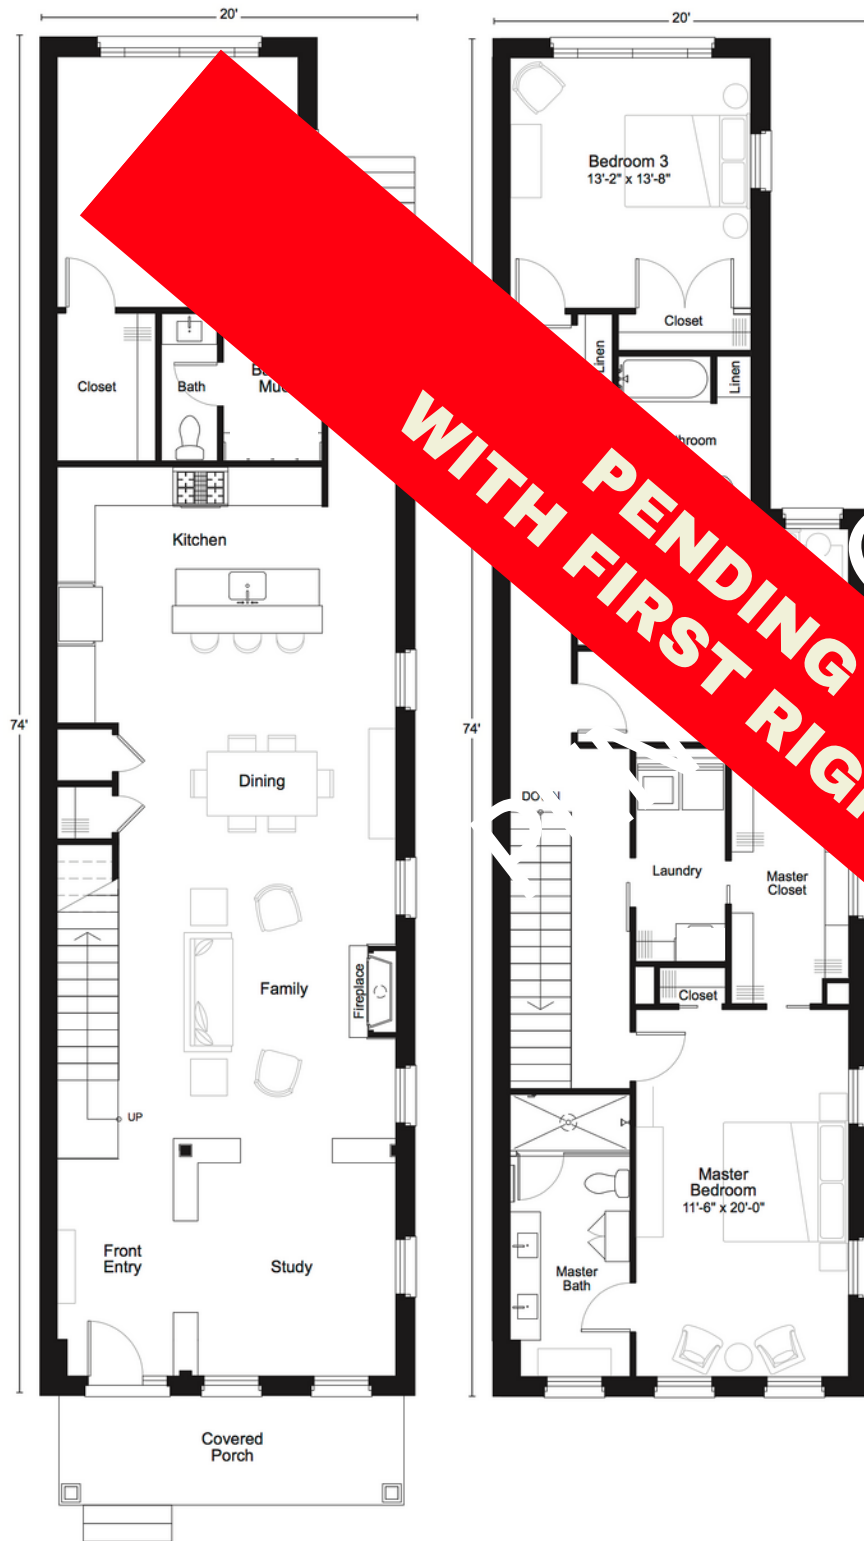 20'
74'
Closet
Bath
Kitchen
Dining
Family
Fireplace
UP
Front
Entry
Study
Covered
Porch
20'
74'
Bedroom 3
13'-2" x 13'-8"
Closet
Linen
Linen
PENDING
WITH FIRST
Laundry
Master
Closet
Closet
Master
Bedroom
11'-6" x 20'-0"
Master
Bath